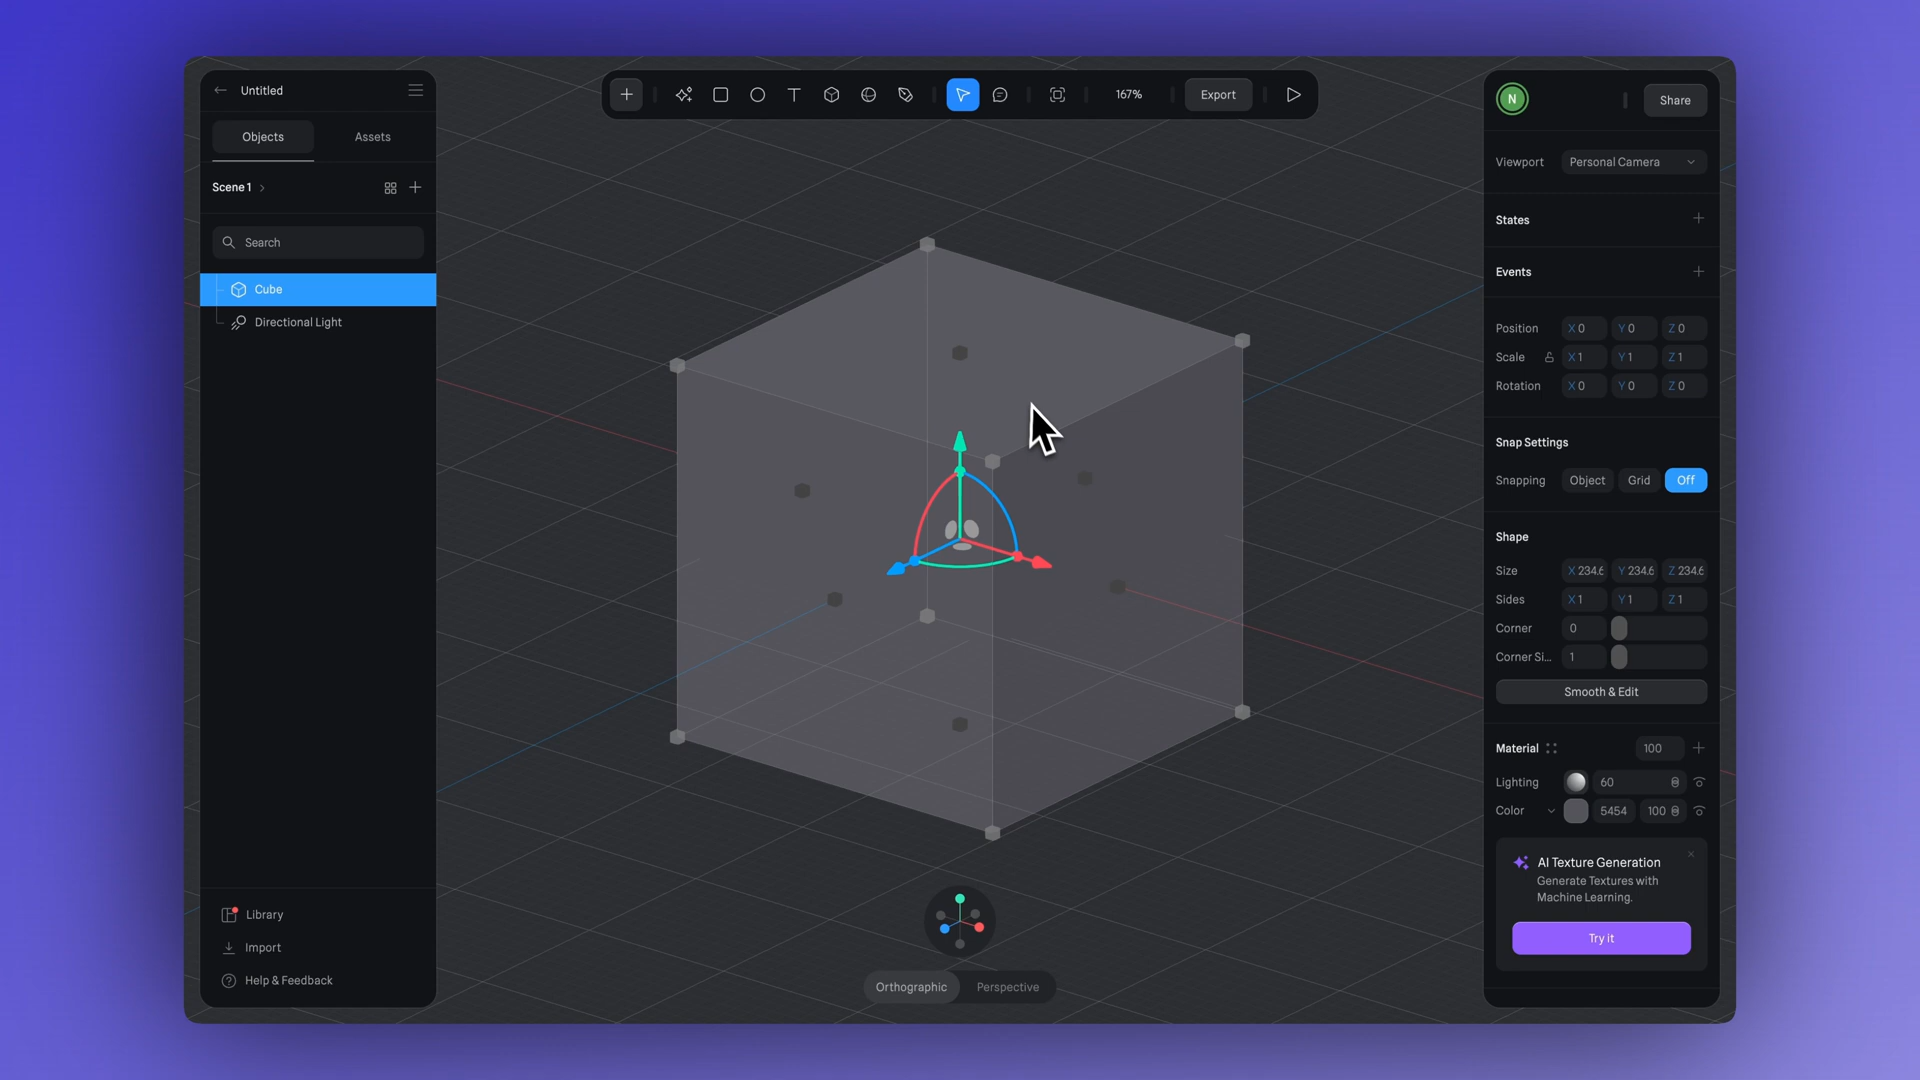 Untitled
Objects Assets
Scene 1
Search
Cube
Directional Light
Library
Import
Help & Feedback
T 167% Export
Orthographic Perspective
N Share
Viewport Personal Camera
States
Events
Position X 0 Y 0 Z 0
Scale X 1 Y 1 Z 1
Rotation X 0 Y 0 Z 0
Snap Settings
Snapping Object Grid Off
Shape
Size X 234.6 Y 234.6 Z 234.6
Sides X 1 Y 1 Z 1
Corner 0
Corner Si... 1
Smooth & Edit
Material 100
Lighting 60
Color 5454 100
AI Texture Generation
Generate Textures with
Machine Learning.
Try it